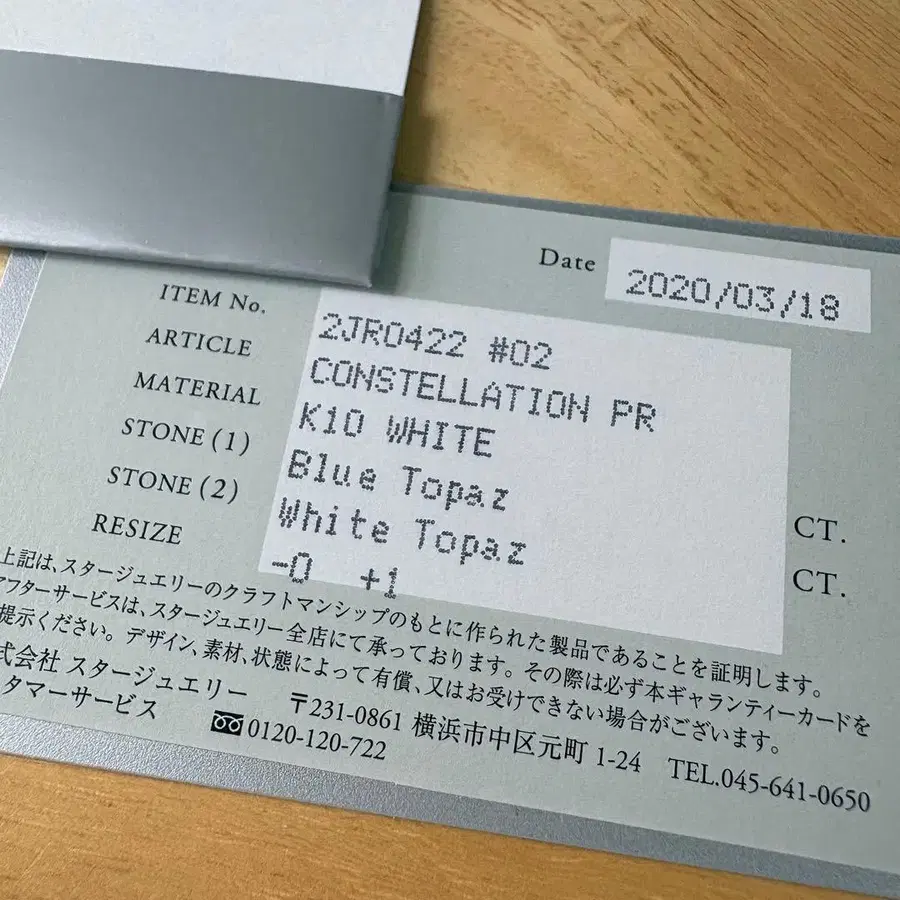 Date 2020/03/18
ITEM No. 2JR0422 #02
ARTICLE CONSTELLATION PR
MATERIAL K10 WHITE
STONE (1) Blue Topaz CT.
STONE (2) White Topaz CT.
RESIZE -0 +1
上記は、スタージュエリーのクラフトマンシップのもとに作られた製品であることを証明します。
アフターサービスは、スタージュエリー全店にて承っております。その際は必ず本ギャランティーカードを
提示ください。デザイン、素材、状態によって有償、又はお受けできない場合がございます。
式会社 スタージュエリー 〒231-0861 横浜市中区元町 1-24 TEL.045-641-0650
タマーサービス 0120-120-722